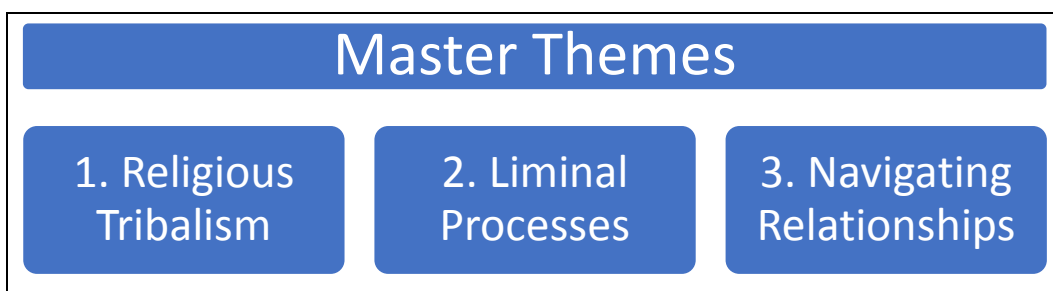 Master Themes
1. Religious
Tribalism
2. Liminal
Processes
3. Navigating
Relationships